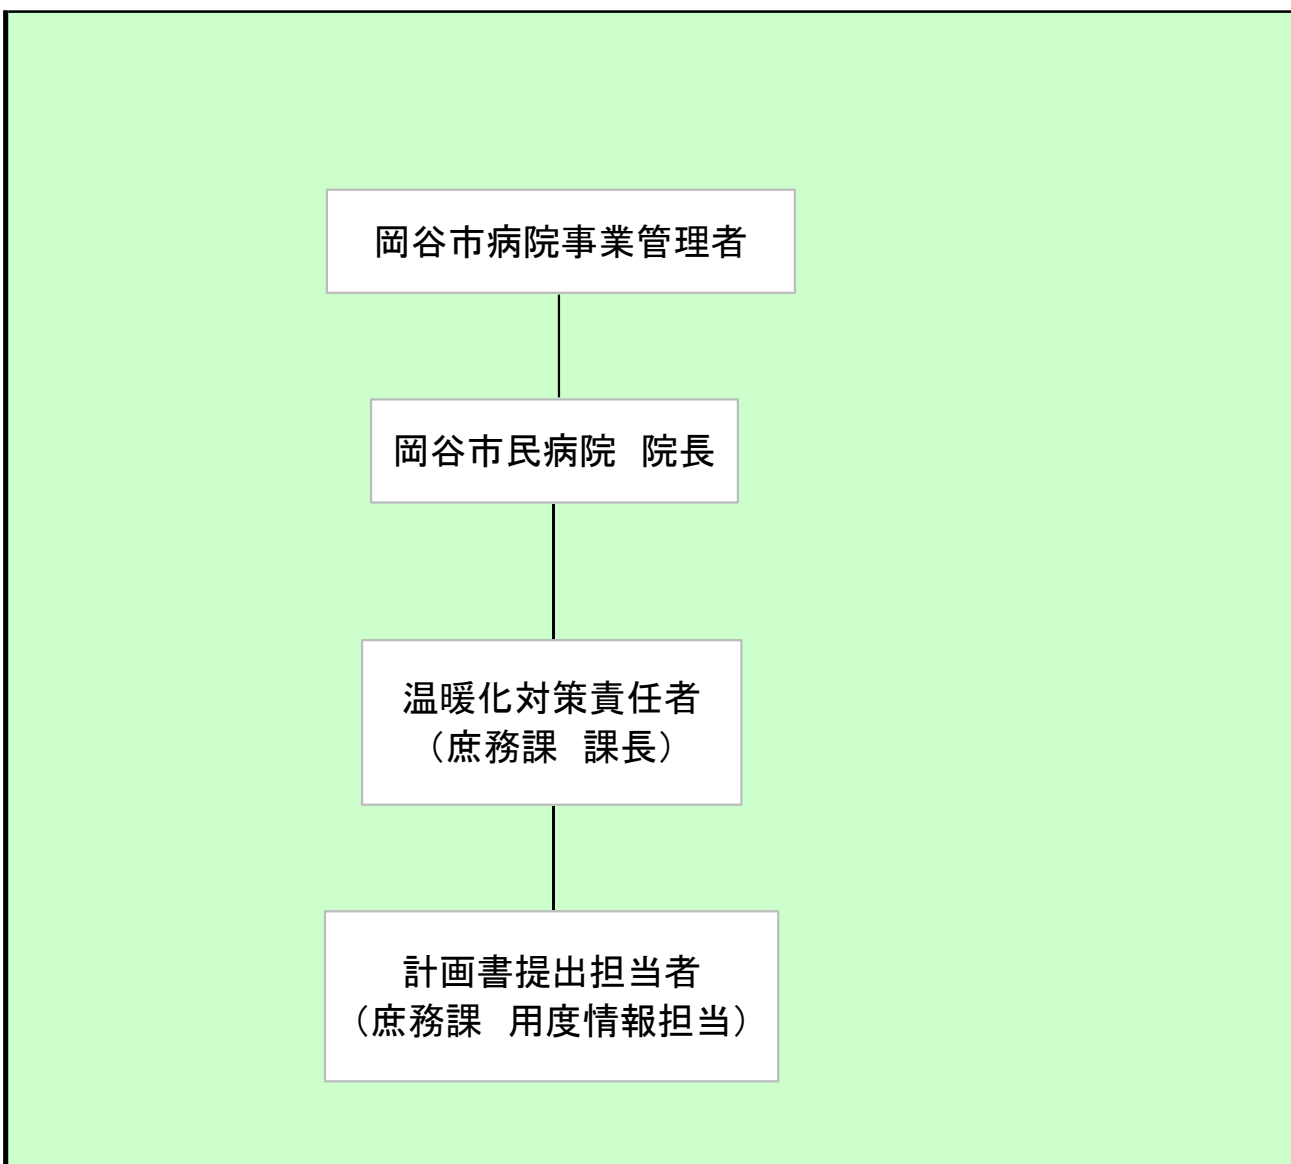 岡谷市病院事業管理者
岡谷市民病院　院長
温暖化対策責任者
（庶務課　課長）
計画書提出担当者
（庶務課　用度情報担当）